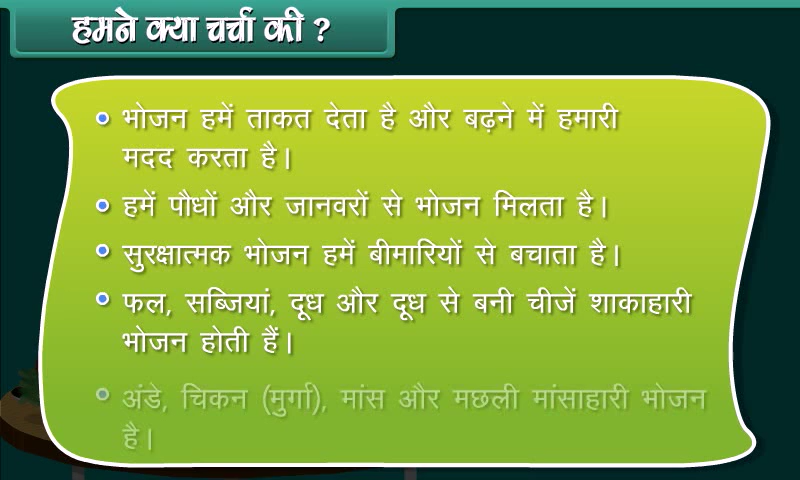 हमने क्या चर्चा की ?
भोजन हमें ताकत देता है और बढ़ने में हमारी
मदद करता है।
हमें पौधों और जानवरों से भोजन मिलता है।
सुरक्षात्मक भोजन हमें बीमारियों से बचाता है।
फल, सब्जियां, दूध और दूध से बनी चीजें शाकाहारी
भोजन होती हैं।
अंडे, चिकन (मुर्गा), मांस और मछली मांसाहारी भोजन
है।